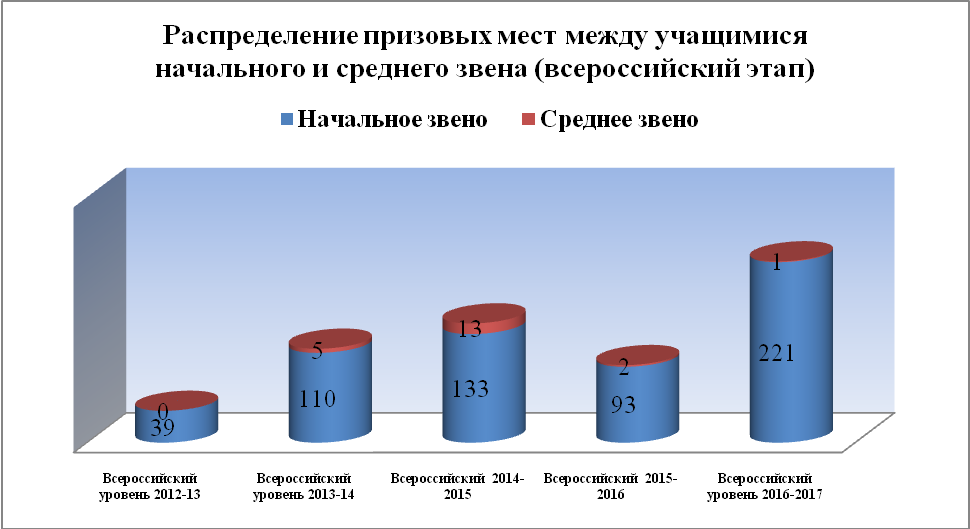 Распределение призовых мест между учащимися
начального и среднего звена (всероссийский этап)
Начальное звено Среднее звено
0
39
5
110
13
133
2
93
1
221
Всероссийский
уровень 2012-13
Всероссийский
уровень 2013-14
Всероссийский 2014-
2015
Всероссийский 2015-
2016
Всероссийский
уровень 2016-2017